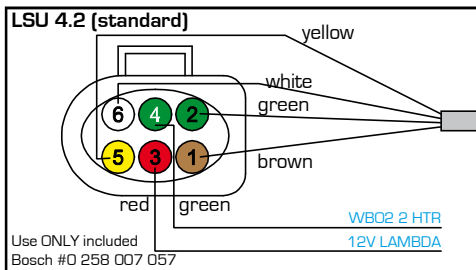 LSU 4.2 (standard)
yellow
white
green
6 4 2
5 3 1
brown
red green
WBO2 2 HTR
Use ONLY included
12V LAMBDA
Bosch #0 258 007 057